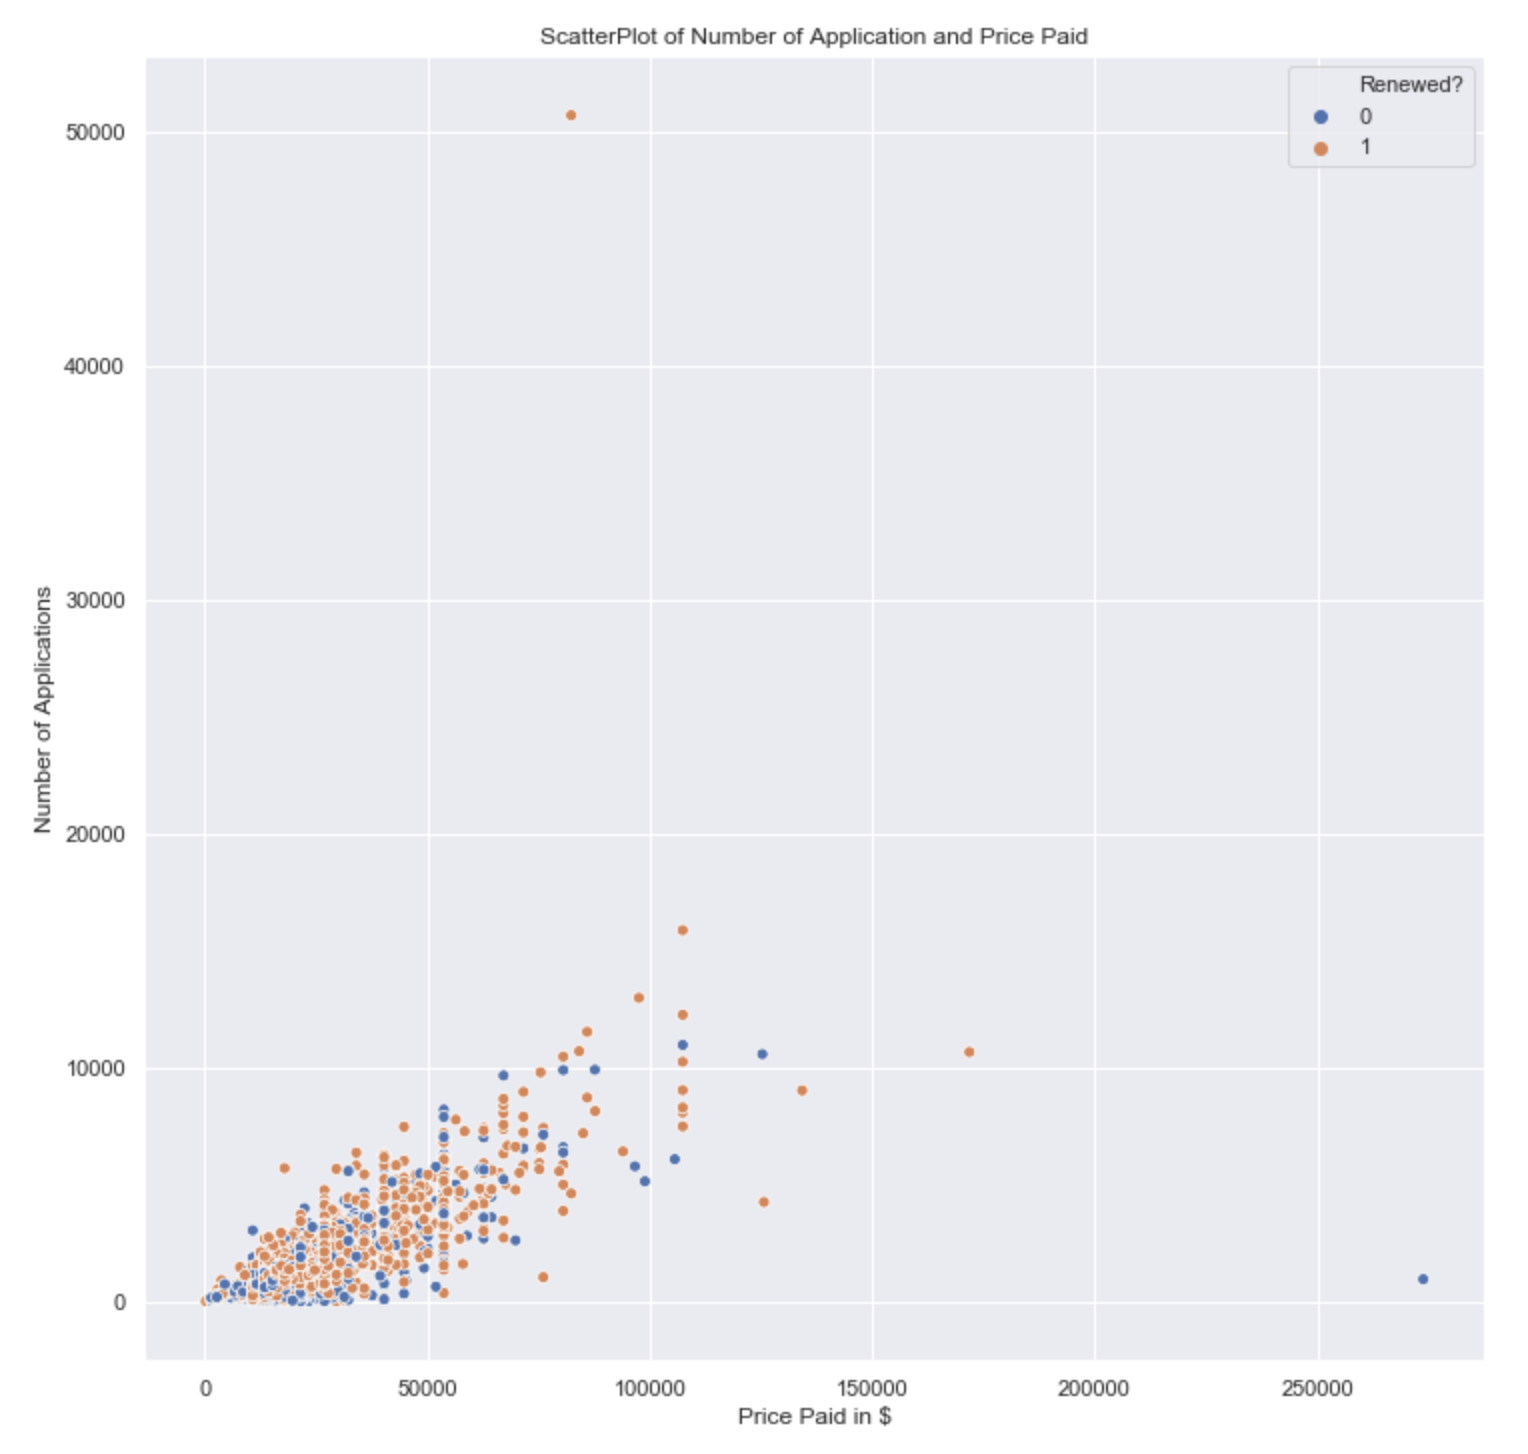 ScatterPlot of Number of Application and Price Paid
Renewed?
0
1
50000
40000
30000
20000
10000
0
Number of Applications
0 50000 100000 150000 200000 250000
Price Paid in $